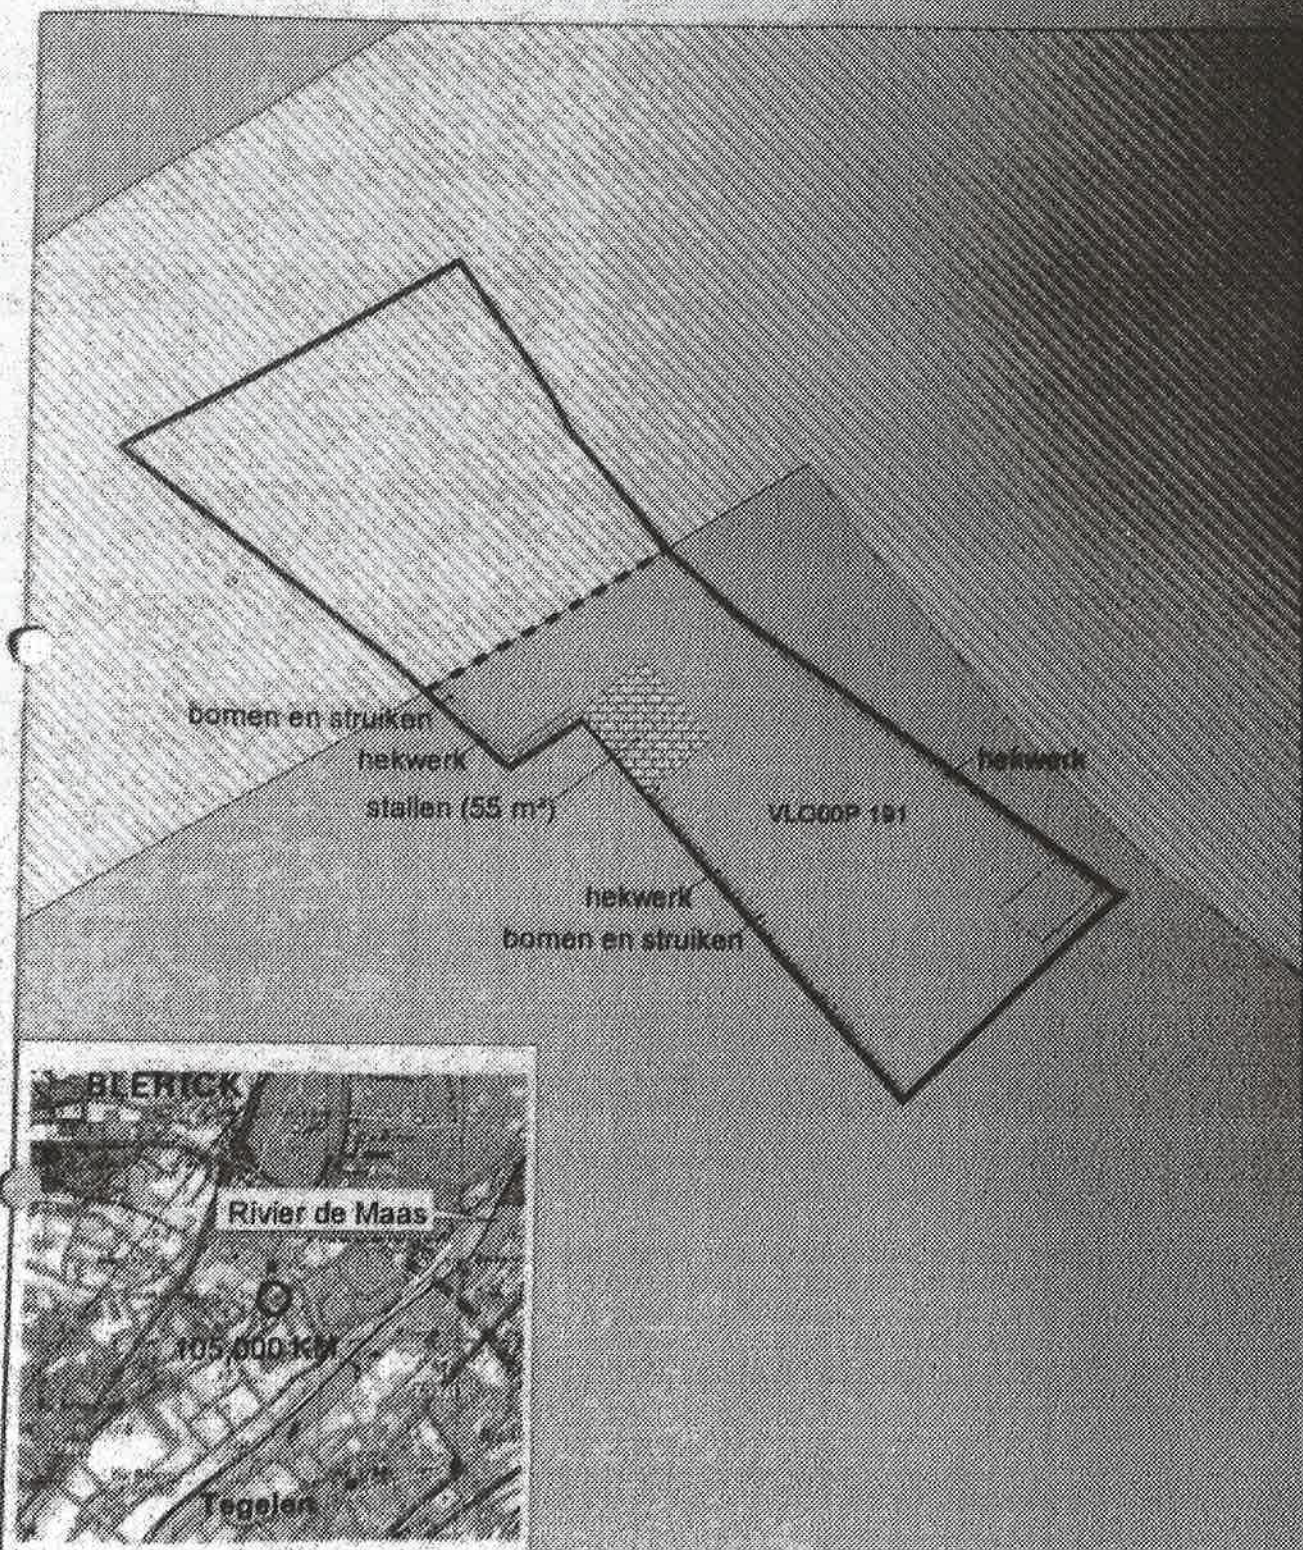 bomen en struiken
hekwerk
stallen (55 m²)
hekwerk
VLO00P 191
hekwerk
bomen en struiken
BLERICK
Rivier de Maas
105,000 KM
Tegelen